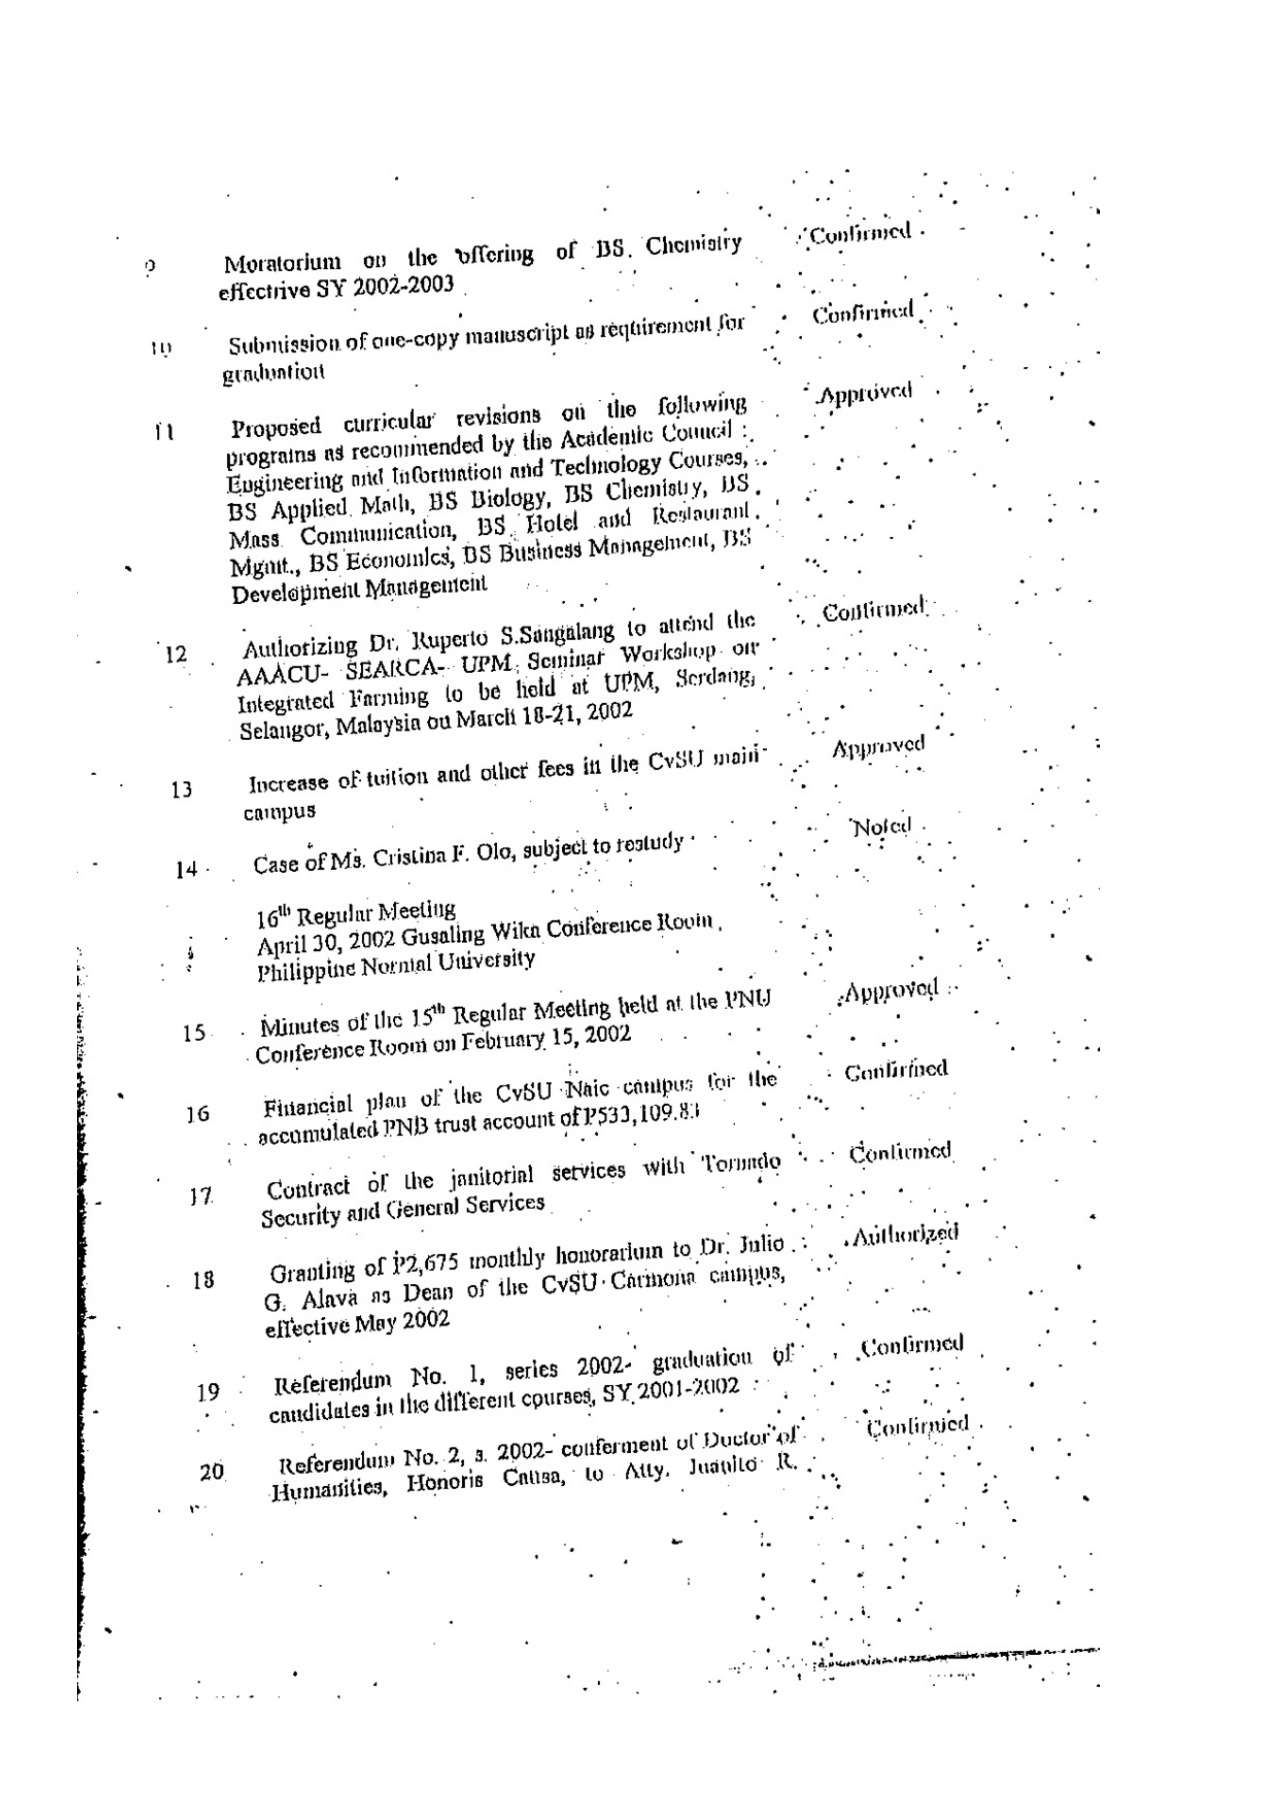 9 Moratorium on the offering of BS Chemistry Confirmed
effectrive SY 2002-2003
10 Submission of one-copy manuscript as requirement for Confirmed
graduation
11 Proposed curricular revisions on the following Approved
programs as recommended by the Academic Council :
Engineering and Information and Technology Courses,
BS Applied Math, BS Biology, BS Chemistry, BS
Mass Communication, BS Hotel and Restaurant
Mgmt., BS Economics, BS Business Management, BS
Development Management
12 Authorizing Dr. Ruperto S.Sangalang to attend the Confirmed
AAACU- SEARCA- UPM Seminar Workshop on
Integrated Farming to be held at UPM, Serdang,
Selangor, Malaysia on March 18-21, 2002
13 Increase of tuition and other fees in the CvSU main Approved
campus
14 Case of Ms. Cristina F. Olo, subject to restudy Noted
16th Regular Meeting
April 30, 2002 Gusaling Wika Conference Room
Philippine Normal University
15 Minutes of the 15th Regular Meeting held at the PNU Approved
Conference Room on February 15, 2002
16 Financial plan of the CvSU Naic campus for the Confirmed
accumulated PNB trust account of P533,109.83
17 Contract of the janitorial services with Tornado Confirmed
Security and General Services
18 Granting of P2,675 monthly honorarium to Dr. Julio Authorized
G. Alava as Dean of the CvSU Carmona campus,
effective May 2002
19 Referendum No. 1, series 2002- graduation of Confirmed
candidates in the different courses, SY 2001-2002
20 Referendum No. 2, s. 2002- conferment of Doctor of Confirmed
Humanities, Honoris Causa, to Atty. Juanito R.